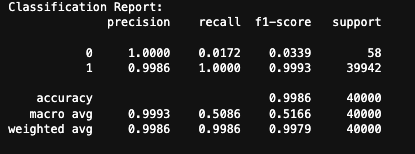 Classification Report:
precision recall f1-score support
0 1.0000 0.0172 0.0339 58
1 0.9986 1.0000 0.9993 39942
accuracy 0.9986 40000
macro avg 0.9993 0.5086 0.5166 40000
weighted avg 0.9986 0.9986 0.9979 40000